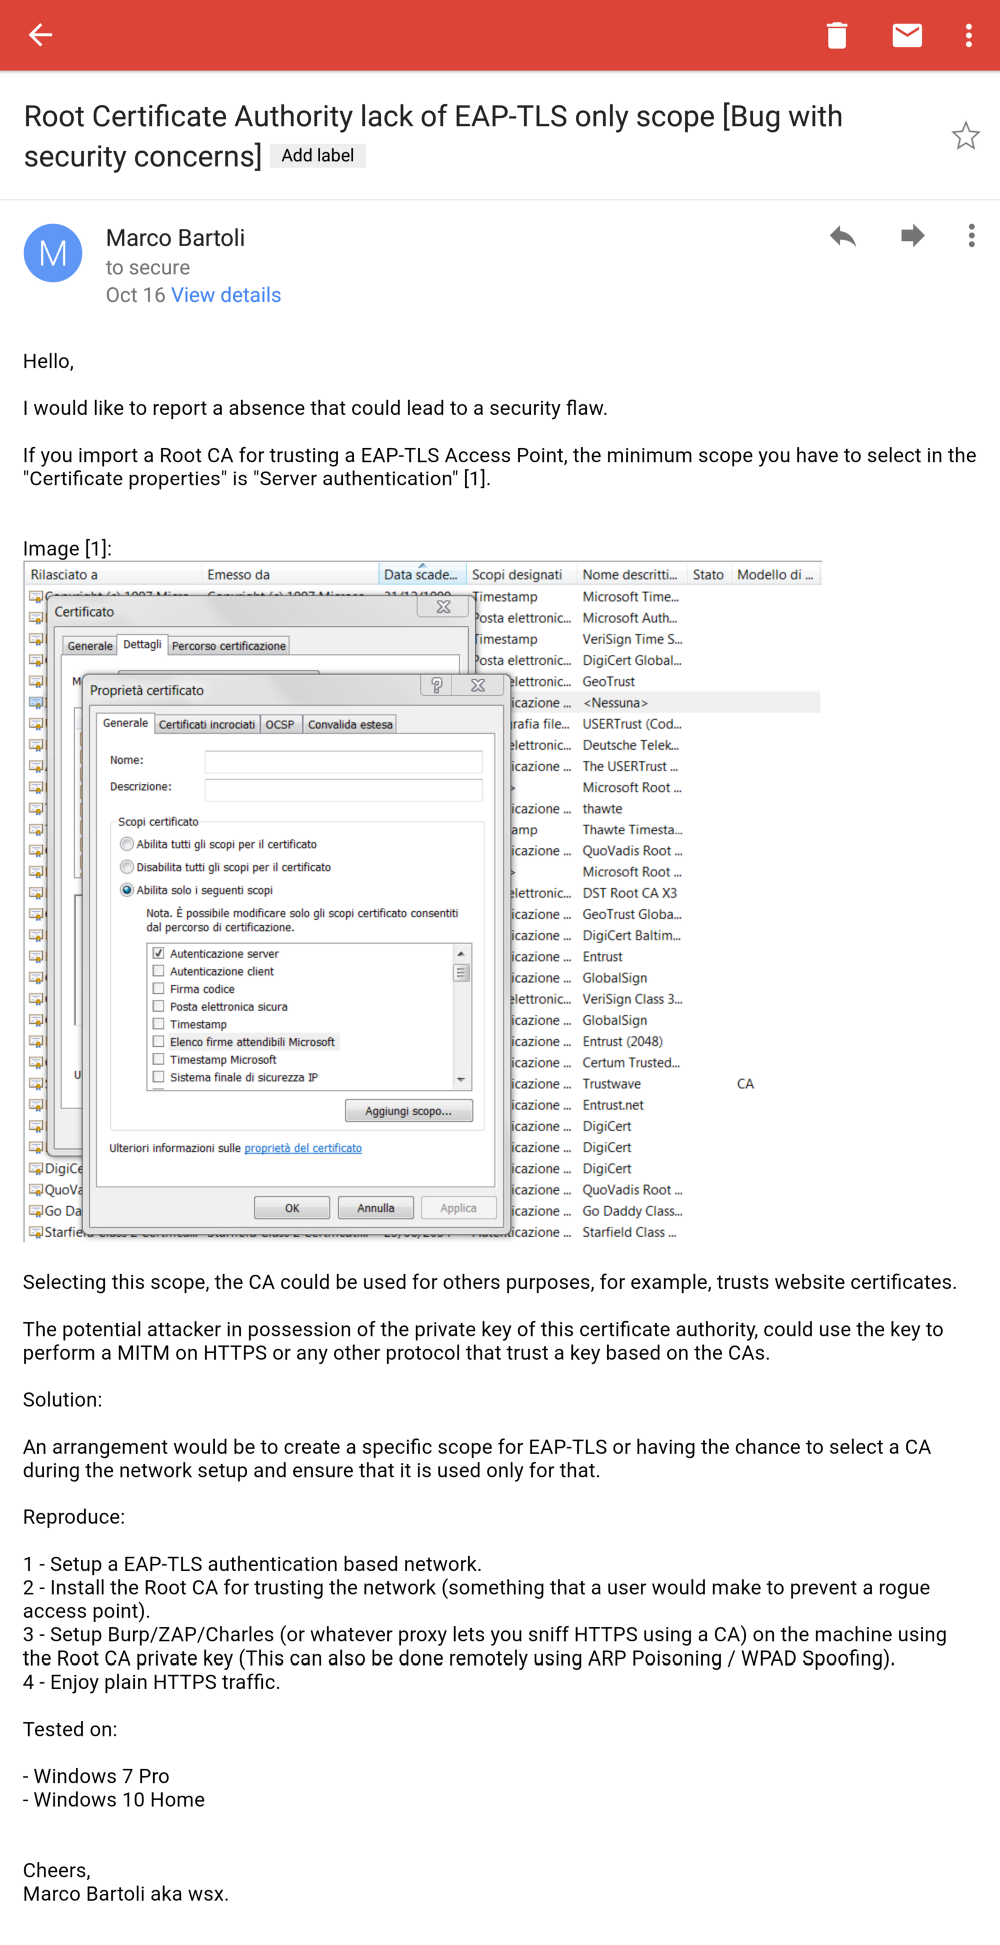 Root Certificate Authority lack of EAP-TLS only scope [Bug with
security concerns] Add label
M
Marco Bartoli
to secure
Oct 16 View details
Hello,
I would like to report a absence that could lead to a security flaw.
If you import a Root CA for trusting a EAP-TLS Access Point, the minimum scope you have to select in the
"Certificate properties" is "Server authentication" [1].
Image [1]:
Rilasciato a Emesso da Data scade... Scopi designati Nome descritti... Stato Modello di ...
Timestamp Microsoft Time...
Certificato
Posta elettronic... Microsoft Auth...
Timestamp VeriSign Time S...
Generale Dettagli Percorso certificazione
Posta elettronic... DigiCert Global...
M
elettronic... GeoTrust
Proprietà certificato
icazione ... <Nessuna>
Generale Certificati incrociati OCSP Convalida estesa
rafia file... USERTrust (Cod...
elettronic... Deutsche Telek...
Nome:
icazione ... The USERTrust ...
Descrizione:
> Microsoft Root ...
icazione ... thawte
Scopi certificato
amp Thawte Timesta...
Abilita tutti gli scopi per il certificato
icazione ... QuoVadis Root ...
Disabilita tutti gli scopi per il certificato
> Microsoft Root ...
Abilita solo i seguenti scopi
elettronic... DST Root CA X3
Nota. È possibile modificare solo gli scopi certificato consentiti
dal percorso di certificazione.
icazione ... GeoTrust Globa...
icazione ... DigiCert Baltim...
Autenticazione server
icazione ... Entrust
Autenticazione client
icazione ... GlobalSign
Firma codice
elettronic... VeriSign Class 3...
Posta elettronica sicura
icazione ... GlobalSign
Timestamp
Elenco firme attendibili Microsoft
icazione ... Entrust (2048)
Timestamp Microsoft
icazione ... Certum Trusted...
Sistema finale di sicurezza IP
U
icazione ... Trustwave CA
Aggiungi scopo...
icazione ... Entrust.net
icazione ... DigiCert
Ulteriori informazioni sulle proprietà del certificato
icazione ... DigiCert
DigiCe icazione ... DigiCert
QuoVa icazione ... QuoVadis Root ...
OK Annulla Applica
Go Da icazione ... Go Daddy Class...
Starfie icazione ... Starfield Class ...
Selecting this scope, the CA could be used for others purposes, for example, trusts website certificates.
The potential attacker in possession of the private key of this certificate authority, could use the key to
perform a MITM on HTTPS or any other protocol that trust a key based on the CAs.
Solution:
An arrangement would be to create a specific scope for EAP-TLS or having the chance to select a CA
during the network setup and ensure that it is used only for that.
Reproduce:
1 - Setup a EAP-TLS authentication based network.
2 - Install the Root CA for trusting the network (something that a user would make to prevent a rogue
access point).
3 - Setup Burp/ZAP/Charles (or whatever proxy lets you sniff HTTPS using a CA) on the machine using
the Root CA private key (This can also be done remotely using ARP Poisoning / WPAD Spoofing).
4 - Enjoy plain HTTPS traffic.
Tested on:
- Windows 7 Pro
- Windows 10 Home
Cheers,
Marco Bartoli aka wsx.